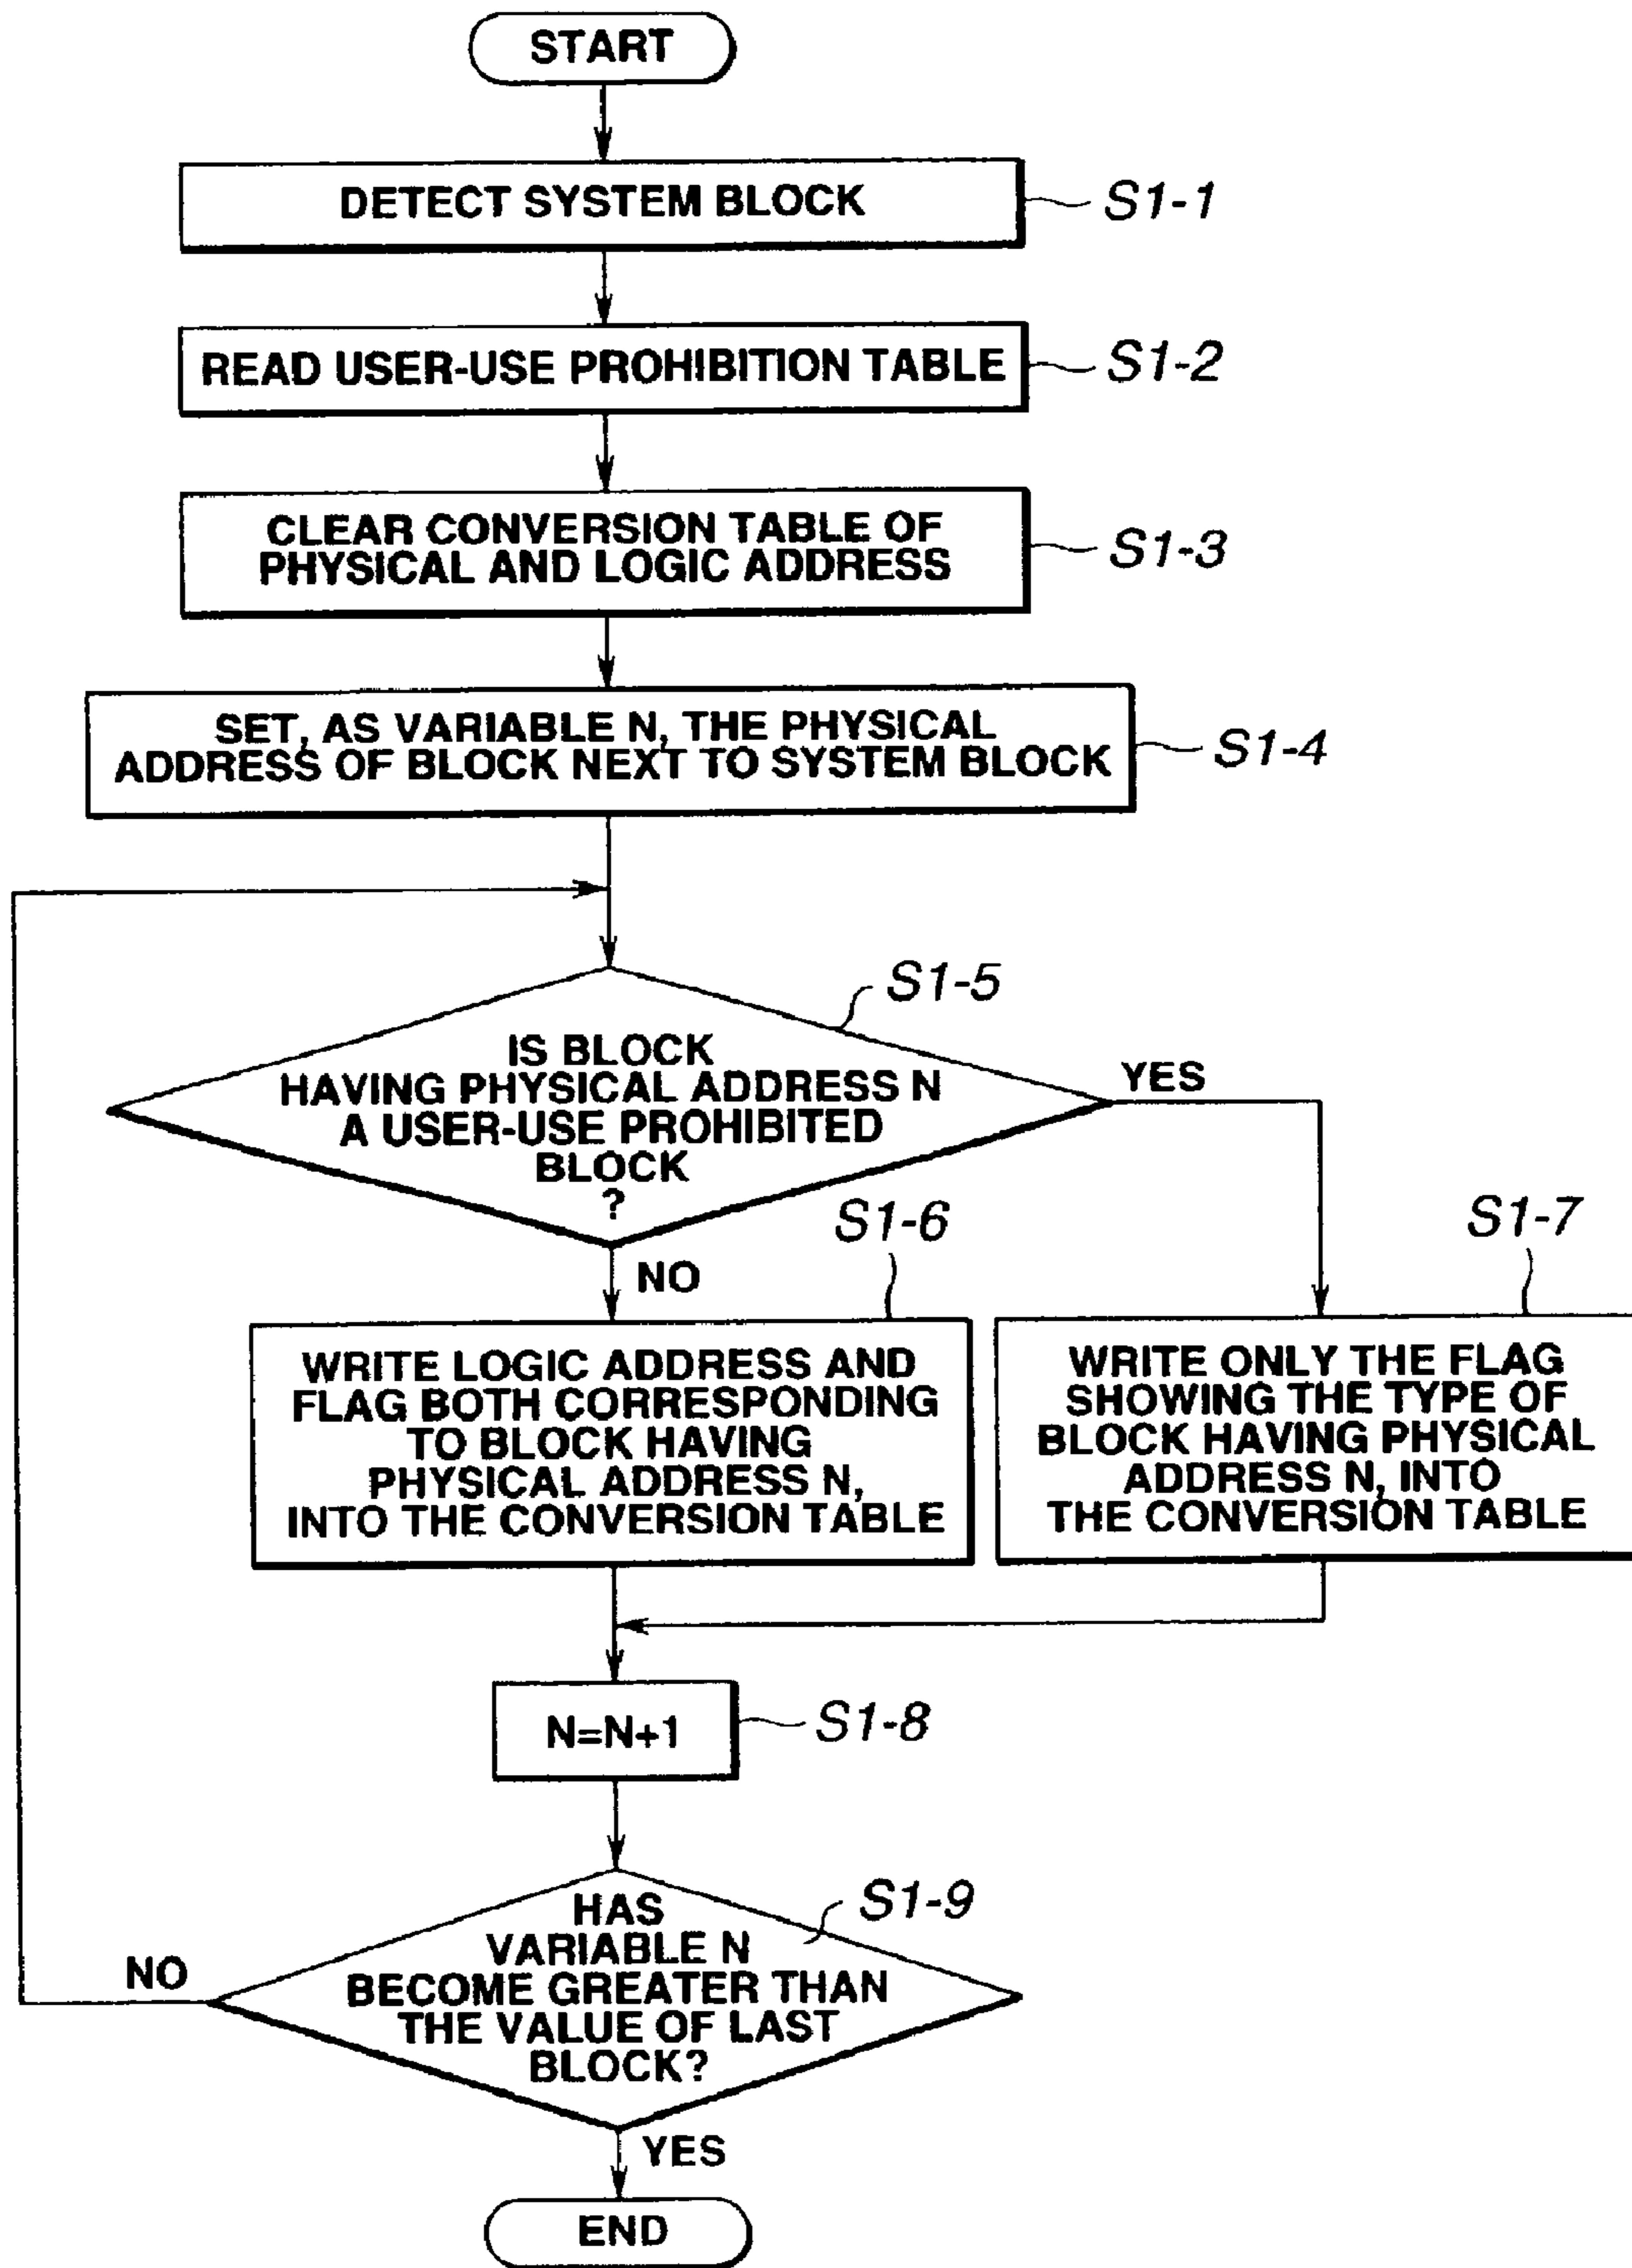 START
DETECT SYSTEM BLOCK
S1-1
READ USER-USE PROHIBITION TABLE
S1-2
CLEAR CONVERSION TABLE OF
PHYSICAL AND LOGIC ADDRESS
S1-3
SET, AS VARIABLE N, THE PHYSICAL
ADDRESS OF BLOCK NEXT TO SYSTEM BLOCK
S1-4
S1-5
IS BLOCK
HAVING PHYSICAL ADDRESS N
A USER-USE PROHIBITED
BLOCK
?
YES
NO
S1-6
WRITE LOGIC ADDRESS AND
FLAG BOTH CORRESPONDING
TO BLOCK HAVING
PHYSICAL ADDRESS N,
INTO THE CONVERSION TABLE
S1-7
WRITE ONLY THE FLAG
SHOWING THE TYPE OF
BLOCK HAVING PHYSICAL
ADDRESS N, INTO
THE CONVERSION TABLE
N=N+1
S1-8
S1-9
HAS
VARIABLE N
BECOME GREATER THAN
THE VALUE OF LAST
BLOCK?
NO
YES
END